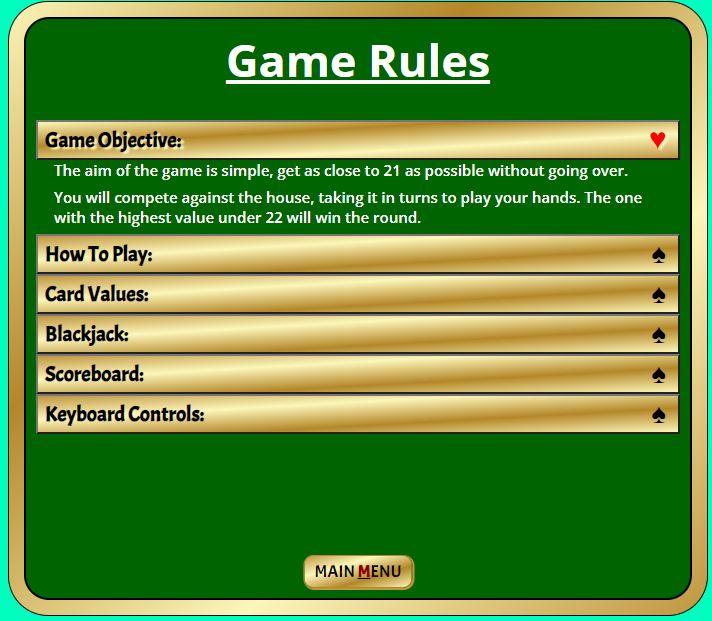 Game Rules
Game Objective: ♥
The aim of the game is simple, get as close to 21 as possible without going over.
You will compete against the house, taking it in turns to play your hands. The one
with the highest value under 22 will win the round.
How To Play: ♠
Card Values: ♠
Blackjack: ♠
Scoreboard: ♠
Keyboard Controls: ♠
MAIN MENU